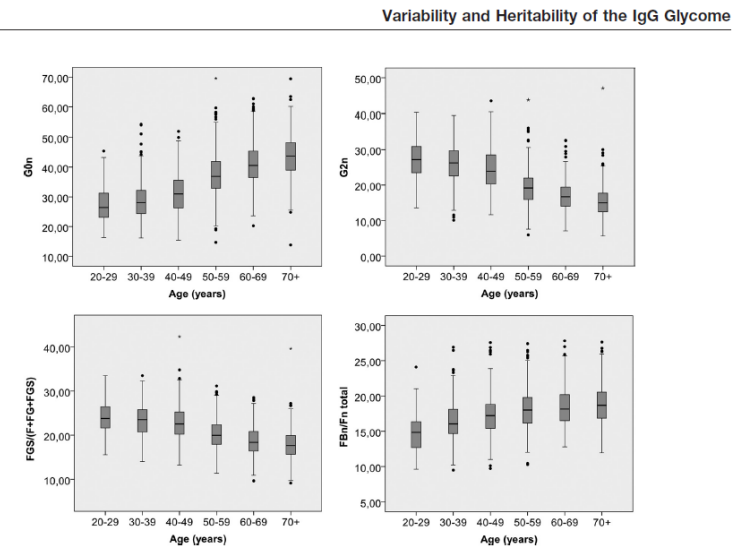 Variability and Heritability of the IgG Glycome
70,00
60,00
50,00
40,00
30,00
20,00
10,00
G0n
20-29 30-39 40-49 50-59 60-69 70+
Age (years)
50,00
40,00
30,00
20,00
10,00
0,00
G2n
20-29 30-39 40-49 50-59 60-69 70+
Age (years)
40,00
30,00
20,00
10,00
FGS/(F+FG+FGS)
20-29 30-39 40-49 50-59 60-69 70+
Age (years)
30,00
25,00
20,00
15,00
10,00
5,00
FBn/Fn total
20-29 30-39 40-49 50-59 60-69 70+
Age (years)